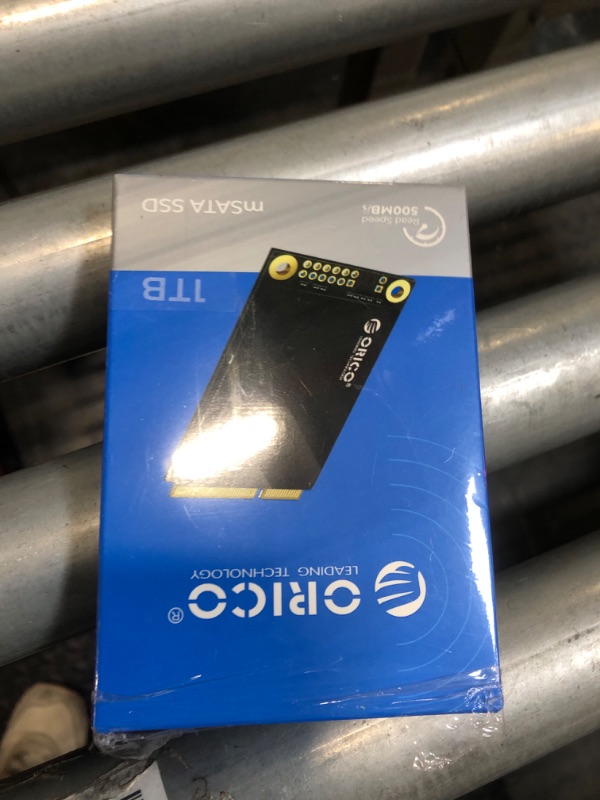 ORICO®
LEADING TECHNOLOGY
ORICO®
1TB
mSATA SSD
Read Speed
500MB/s